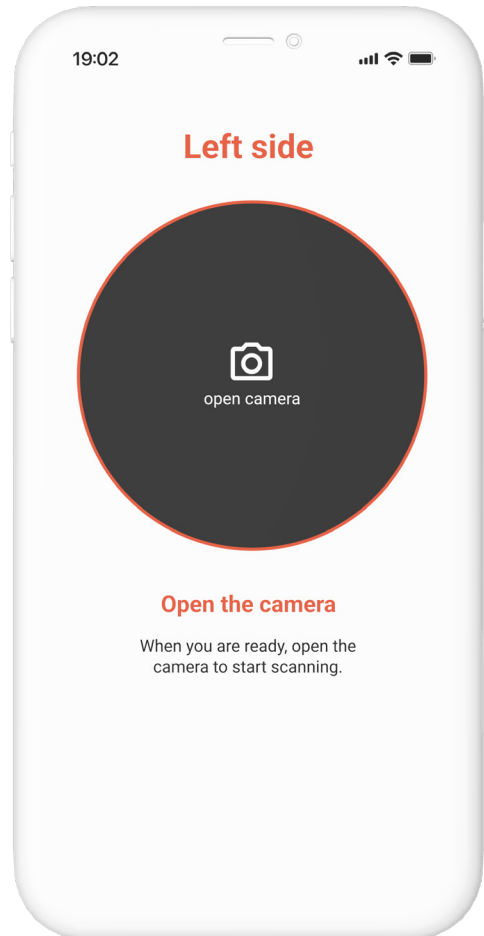 19:02
Left side
open camera
Open the camera
When you are ready, open the
camera to start scanning.